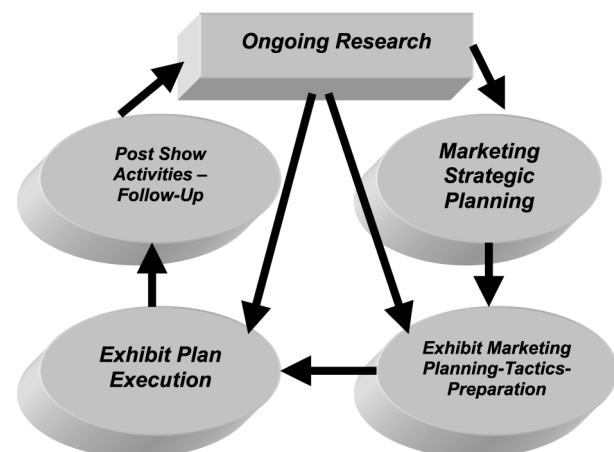 Ongoing Research
Post Show
Activities –
Follow-Up
Marketing
Strategic
Planning
Exhibit Plan
Execution
Exhibit Marketing
Planning-Tactics-
Preparation